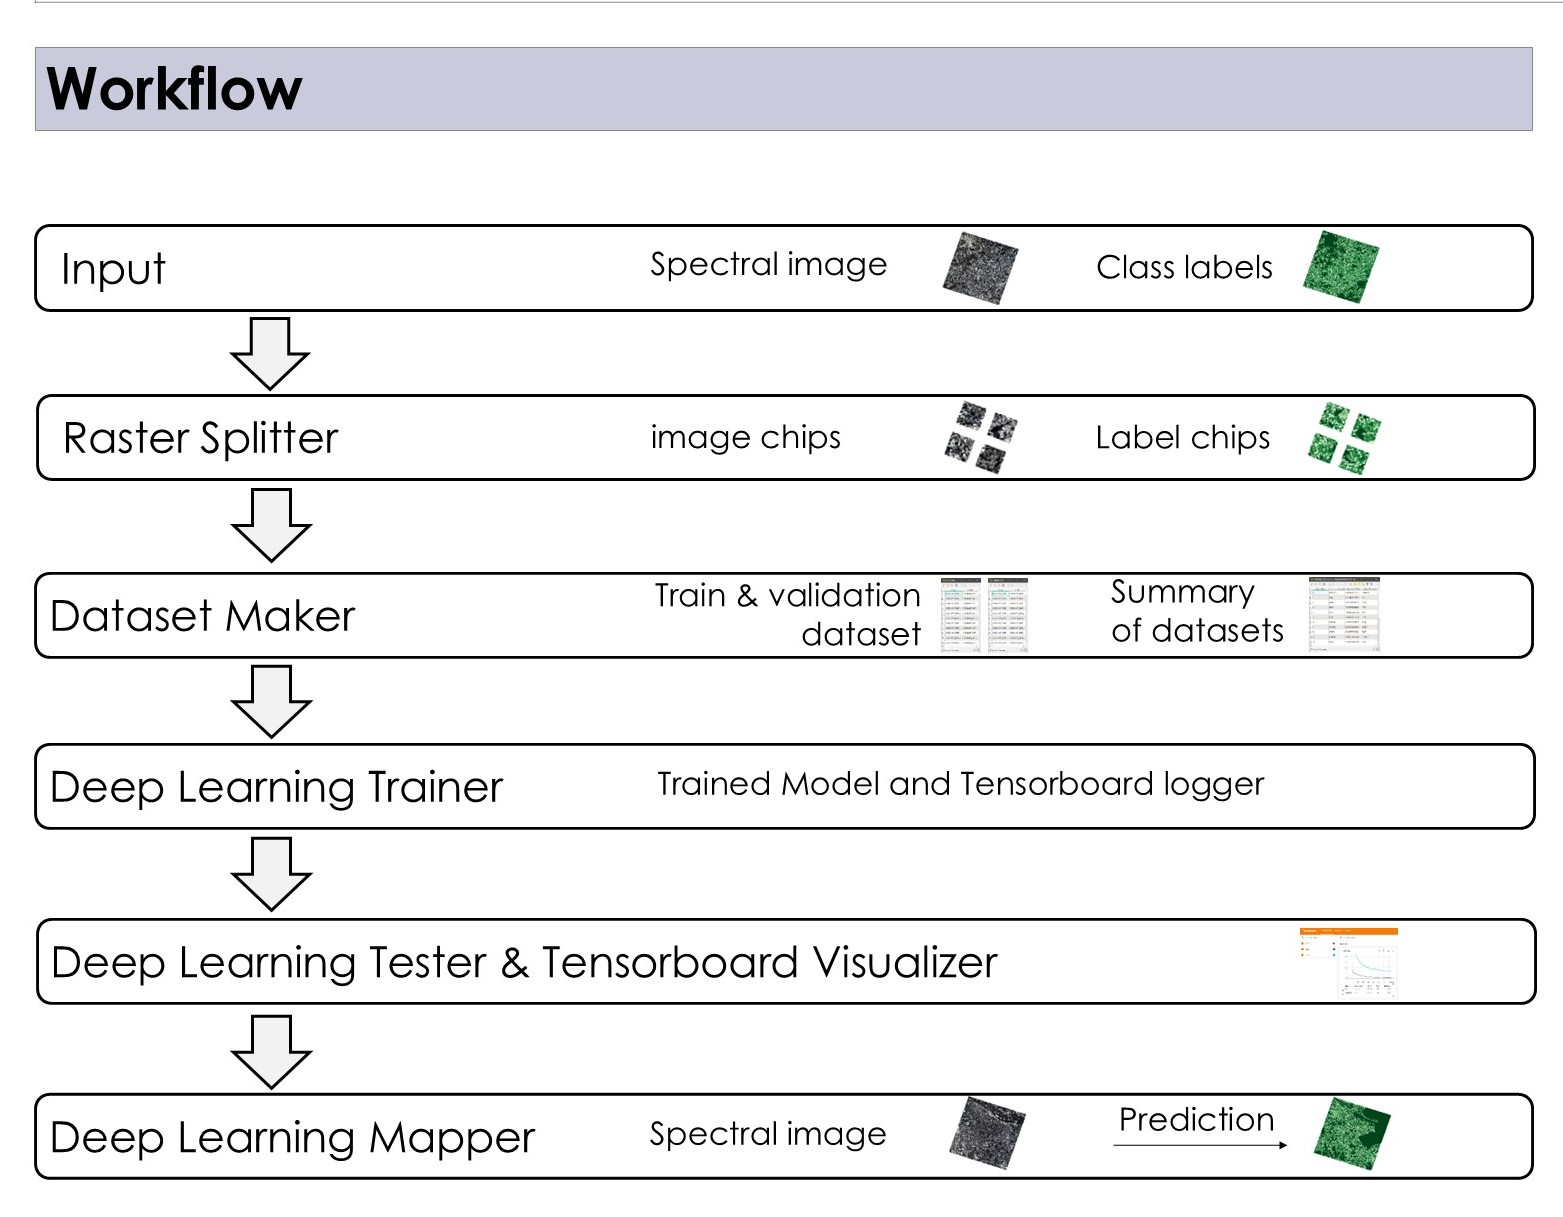 Workflow
Input
Spectral image
Class labels
Raster Splitter
image chips
Label chips
Dataset Maker
Train & validation
dataset
Summary
of datasets
Deep Learning Trainer
Trained Model and Tensorboard logger
Deep Learning Tester & Tensorboard Visualizer
Deep Learning Mapper
Spectral image
Prediction